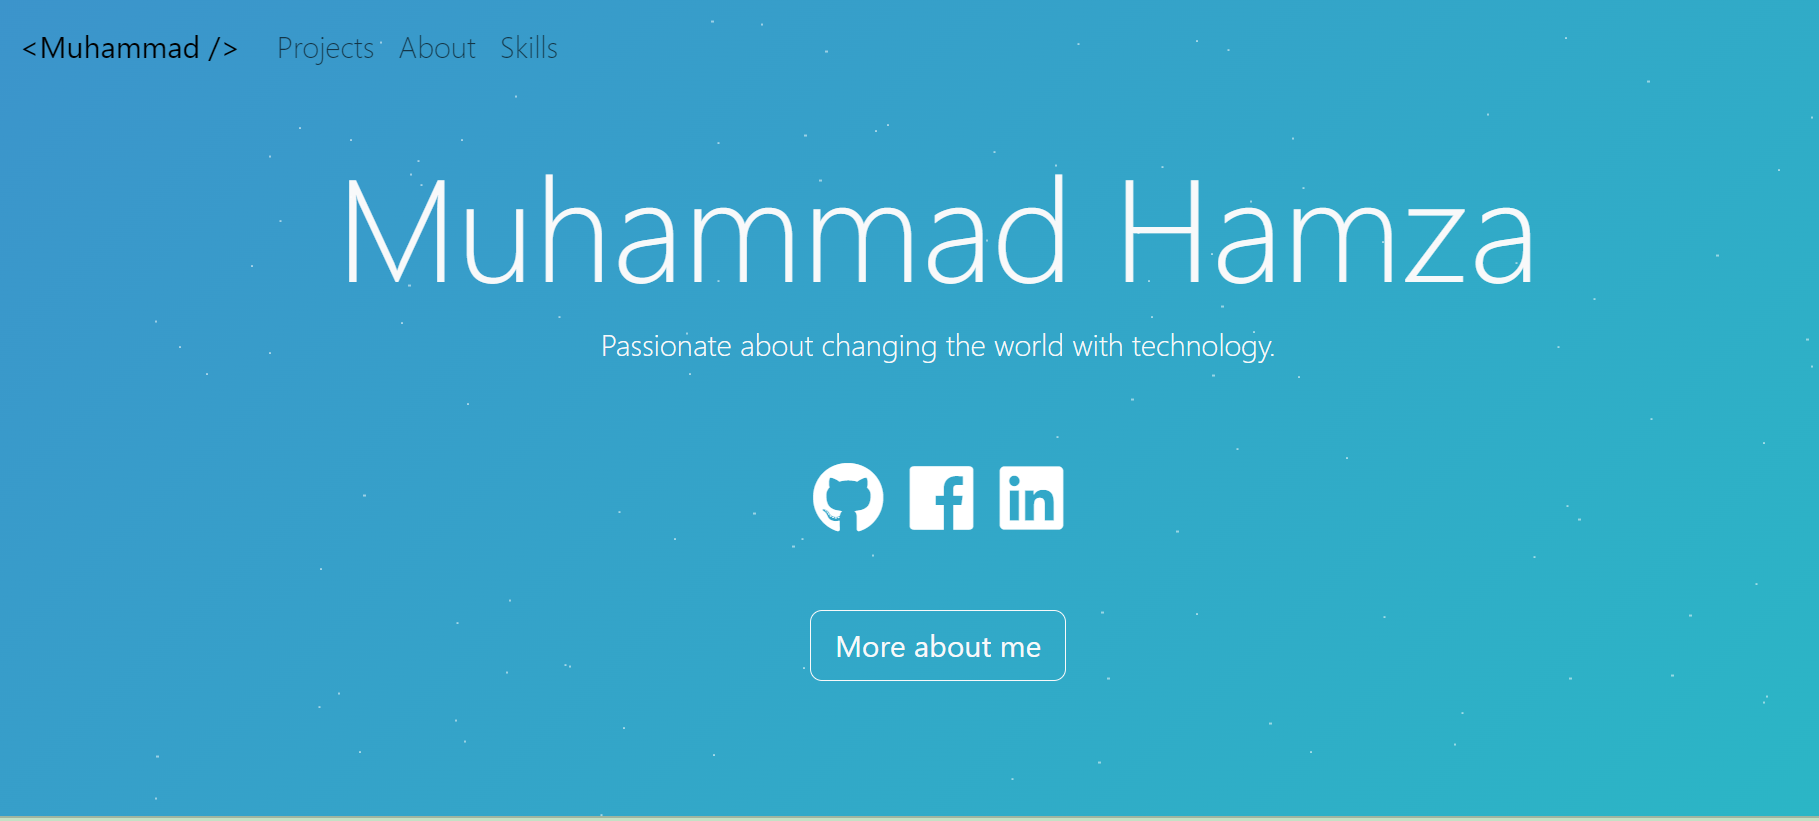 <Muhammad /> Projects About Skills
Muhammad Hamza
Passionate about changing the world with technology.
in
More about me